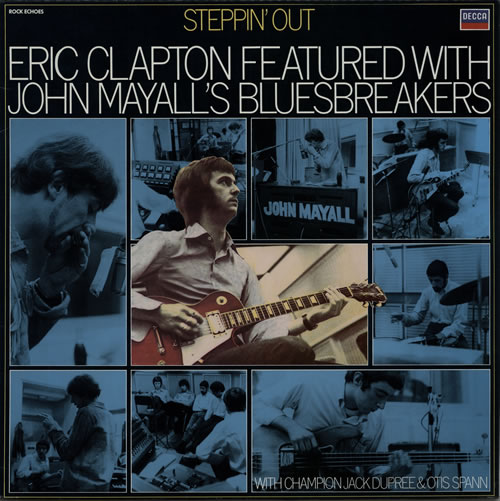 ROCK ECHOES
STEPPIN' OUT
DECCA
ERIC CLAPTON FEATURED WITH
JOHN MAYALL'S BLUESBREAKERS
JOHN MAYALL
WITH CHAMPION JACK DUPREE & OTIS SPANN